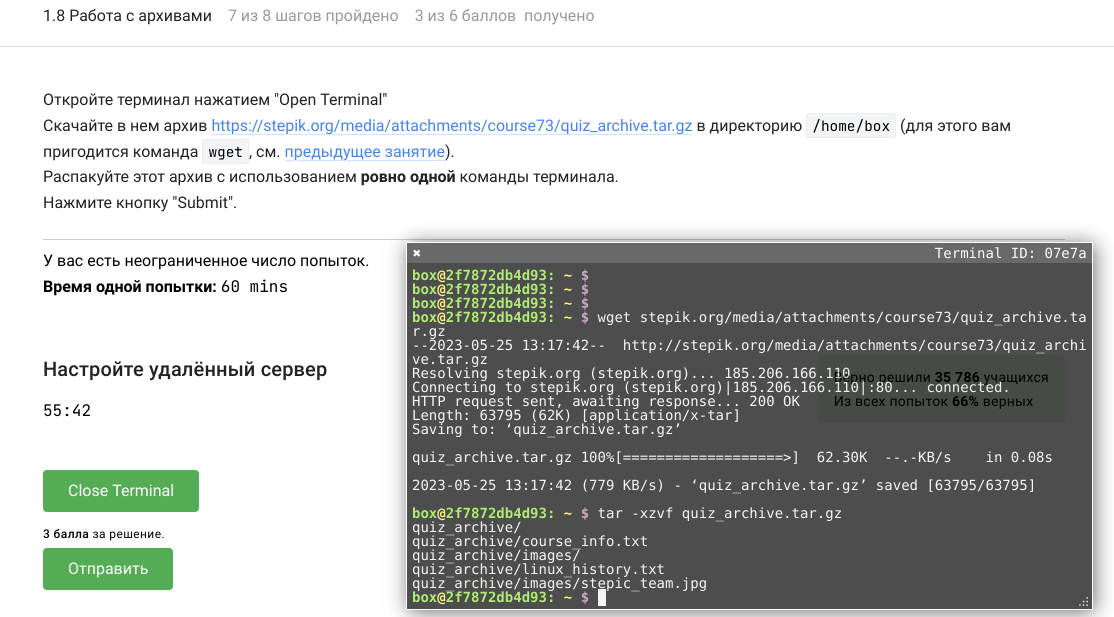 1.8 Работа с архивами 7 из 8 шагов пройдено 3 из 6 баллов получено
Откройте терминал нажатием "Open Terminal"
Скачайте в нем архив https://stepik.org/media/attachments/course73/quiz_archive.tar.gz в директорию /home/box (для этого вам
пригодится команда wget , см. предыдущее занятие).
Распакуйте этот архив с использованием ровно одной команды терминала.
Нажмите кнопку "Submit".
У вас есть неограниченное число попыток.
Время одной попытки: 60 mins
Настройте удалённый сервер
55:42
Close Terminal
3 балла за решение.
Отправить
✖ Terminal ID: 07e7a
box@2f7872db4d93: ~ $
box@2f7872db4d93: ~ $
box@2f7872db4d93: ~ $
box@2f7872db4d93: ~ $ wget stepik.org/media/attachments/course73/quiz_archive.ta
r.gz
--2023-05-25 13:17:42-- http://stepik.org/media/attachments/course73/quiz_archi
ve.tar.gz
Resolving stepik.org (stepik.org)... 185.206.166.110
Connecting to stepik.org (stepik.org)|185.206.166.110|:80... connected.
HTTP request sent, awaiting response... 200 OK
Length: 63795 (62K) [application/x-tar]
Saving to: ‘quiz_archive.tar.gz’
quiz_archive.tar.gz 100%[===================>] 62.30K --.-KB/s in 0.08s
2023-05-25 13:17:42 (779 KB/s) - ‘quiz_archive.tar.gz’ saved [63795/63795]
box@2f7872db4d93: ~ $ tar -xzvf quiz_archive.tar.gz
quiz_archive/
quiz_archive/course_info.txt
quiz_archive/images/
quiz_archive/linux_history.txt
quiz_archive/images/stepic_team.jpg
box@2f7872db4d93: ~ $
Верно решили 35 786 учащихся
Из всех попыток 66% верных